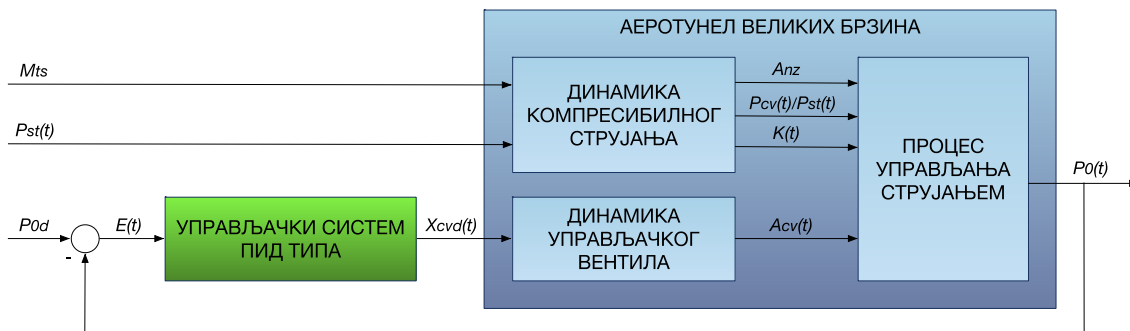 АЕРОТУНЕЛ ВЕЛИКИХ БРЗИНА
Mts
Pst(t)
ДИНАМИКА
КОМПРЕСИБИЛНОГ
СТРУЈАЊА
Anz
Pcv(t)/Pst(t)
K(t)
ПРОЦЕС
УПРАВЉАЊА
СТРУЈАЊЕМ
P0(t)
P0d
-
E(t)
УПРАВЉАЧКИ СИСТЕМ
ПИД ТИПА
Xcvd(t)
ДИНАМИКА
УПРАВЉАЧКОГ
ВЕНТИЛА
Acv(t)